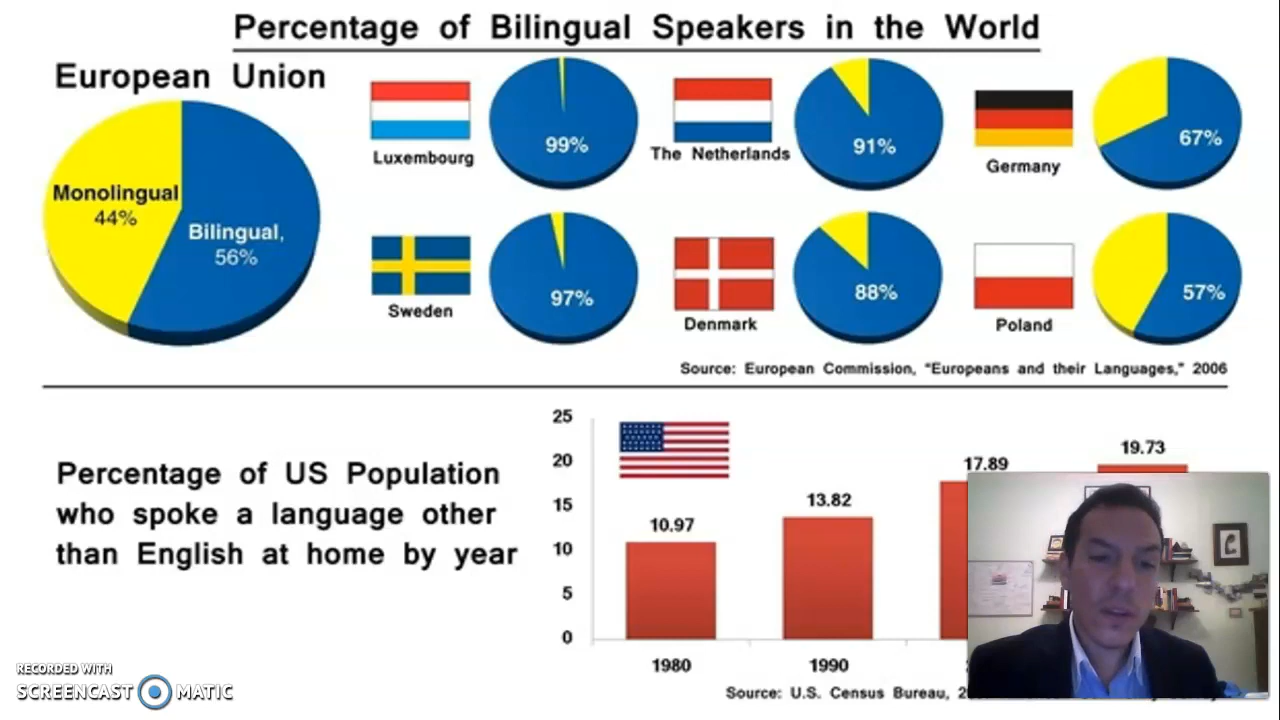 Percentage of Bilingual Speakers in the World
European Union
Monolingual
44%
Bilingual,
56%
99%
Luxembourg
91%
The Netherlands
67%
Germany
97%
Sweden
88%
Denmark
57%
Poland
Source: European Commission, "Europeans and their Languages," 2006
Percentage of US Population
who spoke a language other
than English at home by year
25
20
15
10
5
0
10.97
13.82
17.89
19.73
1980
1990
Source: U.S. Census Bureau,
RECORDED WITH
SCREENCAST MATIC